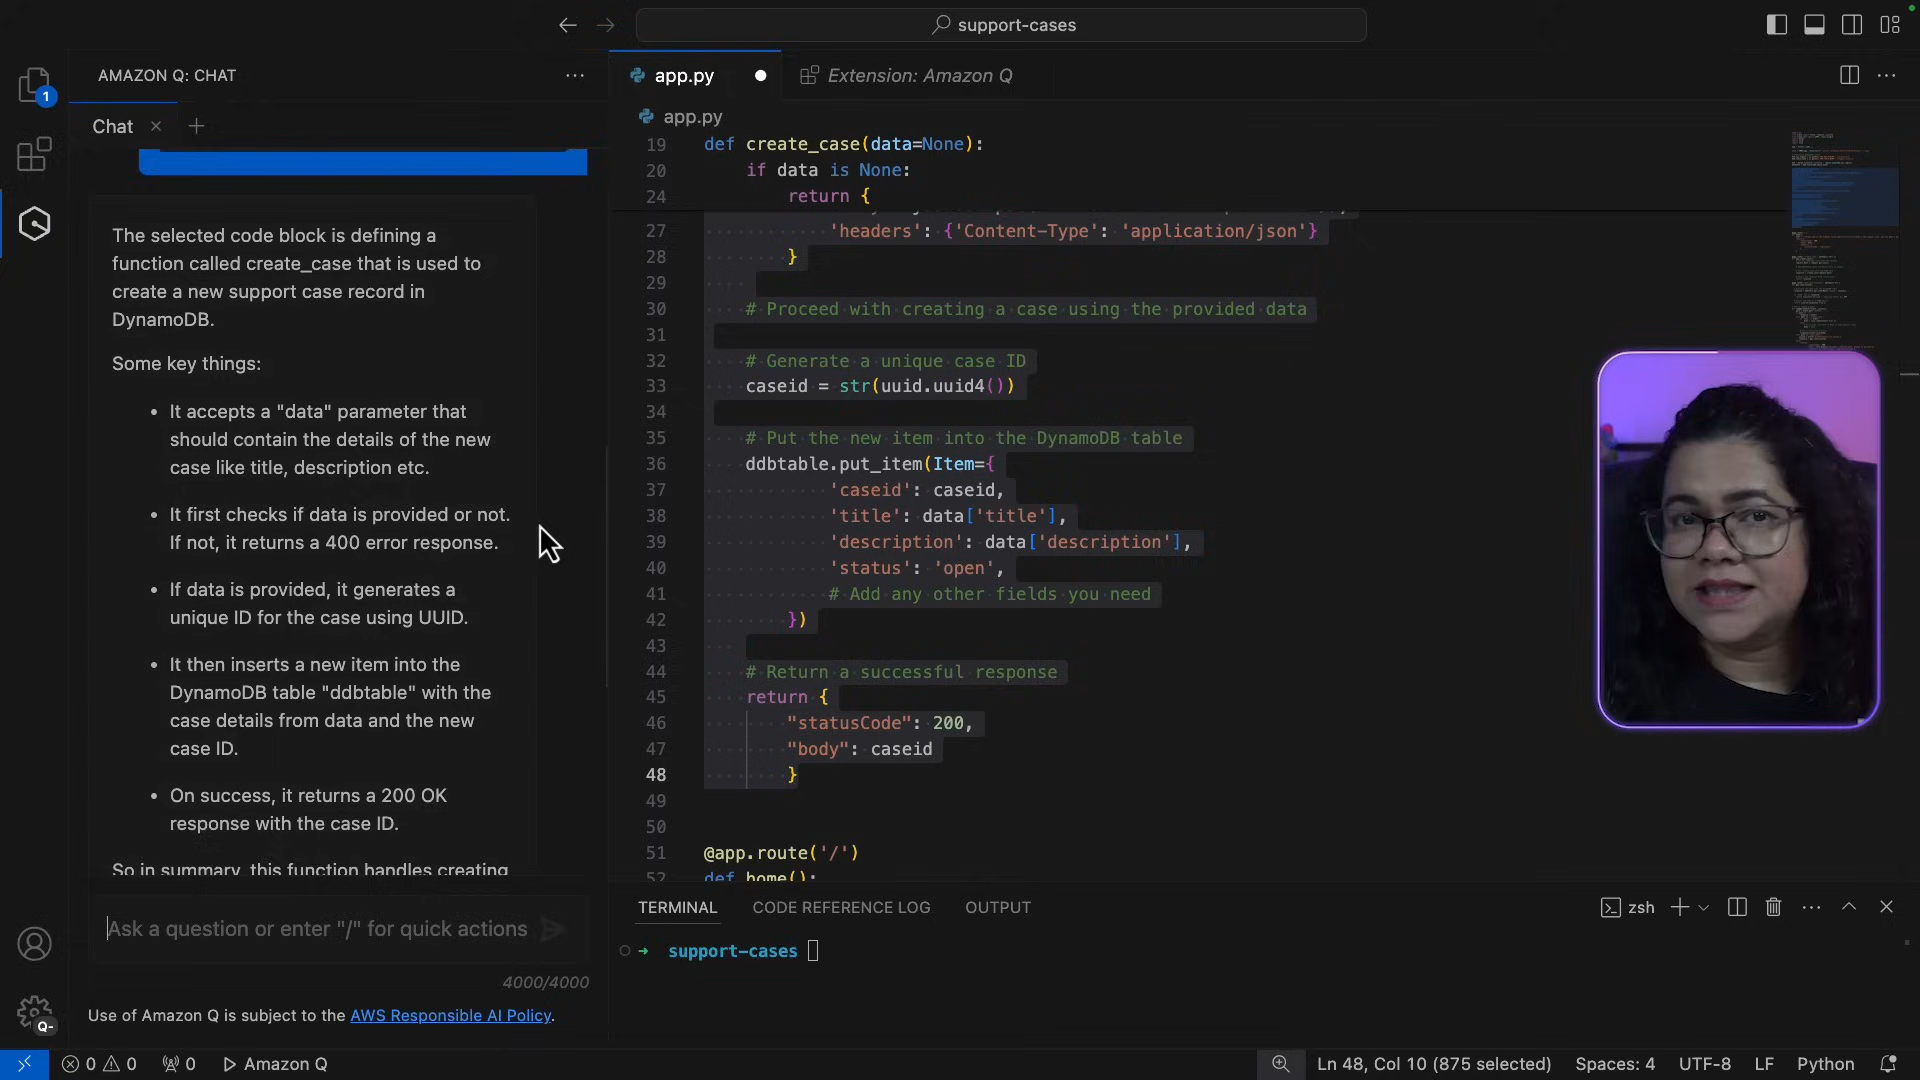 support-cases
AMAZON Q: CHAT
app.py
Extension: Amazon Q
1
Chat
app.py
The selected code block is defining a
function called create_case that is used to
create a new support case record in
DynamoDB.
Some key things:
• It accepts a "data" parameter that
should contain the details of the new
case like title, description etc.
• It first checks if data is provided or not.
If not, it returns a 400 error response.
• If data is provided, it generates a
unique ID for the case using UUID.
• It then inserts a new item into the
DynamoDB table "ddbtable" with the
case details from data and the new
case ID.
• On success, it returns a 200 OK
response with the case ID.
So in summary, this function handles creating
Ask a question or enter "/" for quick actions
4000/4000
Use of Amazon Q is subject to the AWS Responsible AI Policy.
19 def create_case(data=None):
20 if data is None:
24 return {
27 'headers': {'Content-Type': 'application/json'}
28 }
29
30 # Proceed with creating a case using the provided data
31
32 # Generate a unique case ID
33 caseid = str(uuid.uuid4())
34
35 # Put the new item into the DynamoDB table
36 ddbtable.put_item(Item={
37 'caseid': caseid,
38 'title': data['title'],
39 'description': data['description'],
40 'status': 'open',
41 # Add any other fields you need
42 })
43
44 # Return a successful response
45 return {
46 "statusCode": 200,
47 "body": caseid
48 }
49
50
51 @app.route('/')
52 def home():
TERMINAL CODE REFERENCE LOG OUTPUT
zsh
support-cases
Q-
0 0 0 Amazon Q
Ln 48, Col 10 (875 selected) Spaces: 4 UTF-8 LF Python